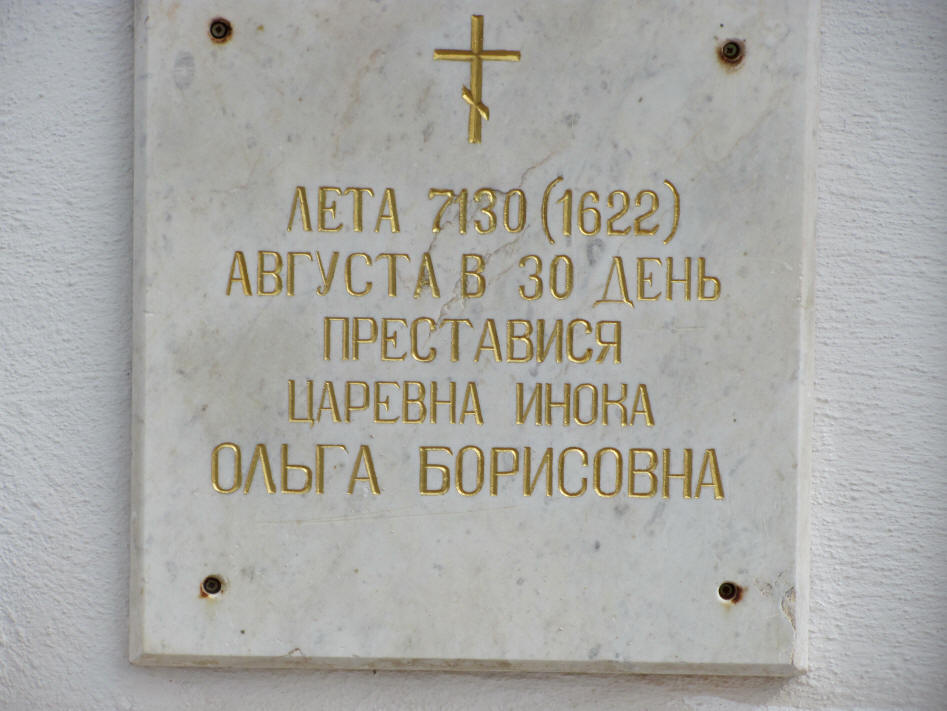 ЛЕТА 7130 (1622)
АВГУСТА В 30 ДЕНЬ
ПРЕСТАВИСЯ
ЦАРЕВНА ИНОКА
ОЛЬГА БОРИСОВНА